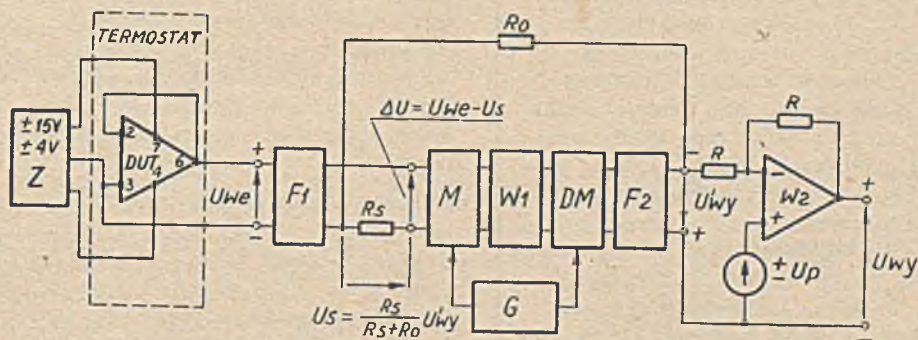 TERMOSTAT
± 15V
± 4V
Z
2
7
DUT
6
4
3
+
Uwe
−
F1
Rs
Ro
ΔU = Uwe - Us
M
W1
DM
F2
G
Us = Rs / Rs + Ro U'wy
−
U'wy
+
R
R
−
W2
+
± Up
+
Uwy
−